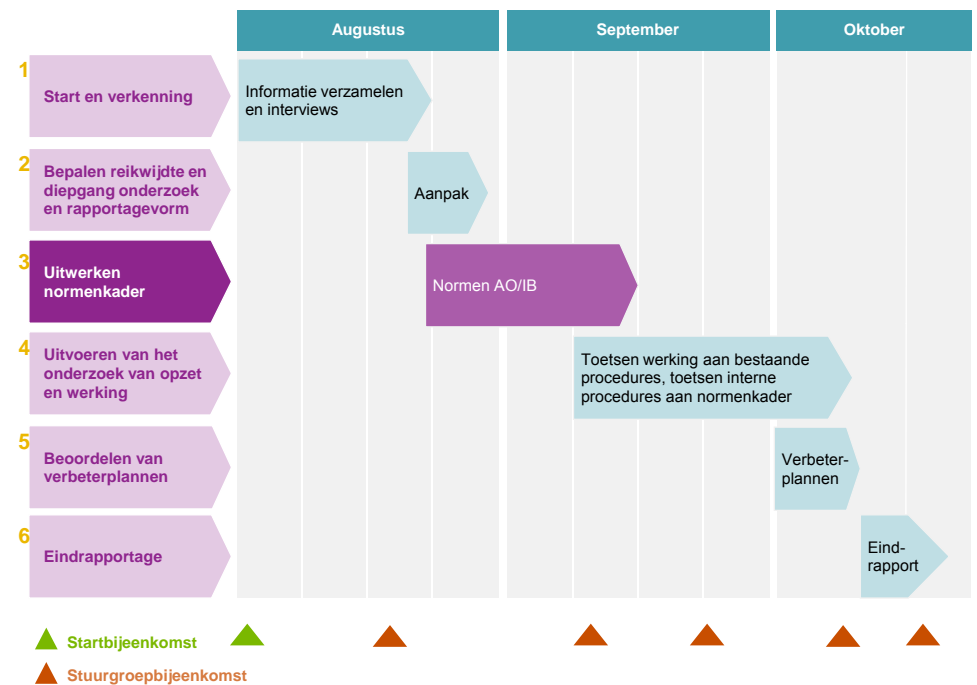 Augustus
September
Oktober
1
Start en verkenning
Informatie verzamelen
en interviews
2
Bepalen reikwijdte en
diepgang onderzoek
en rapportagevorm
Aanpak
3
Uitwerken
normenkader
Normen AO/IB
4
Uitvoeren van het
onderzoek van opzet
en werking
Toetsen werking aan bestaande
procedures, toetsen interne
procedures aan normenkader
5
Beoordelen van
verbeterplannen
Verbeter-
plannen
6
Eindrapportage
Eind-
rapport
Startbijeenkomst
Stuurgroepbijeenkomst